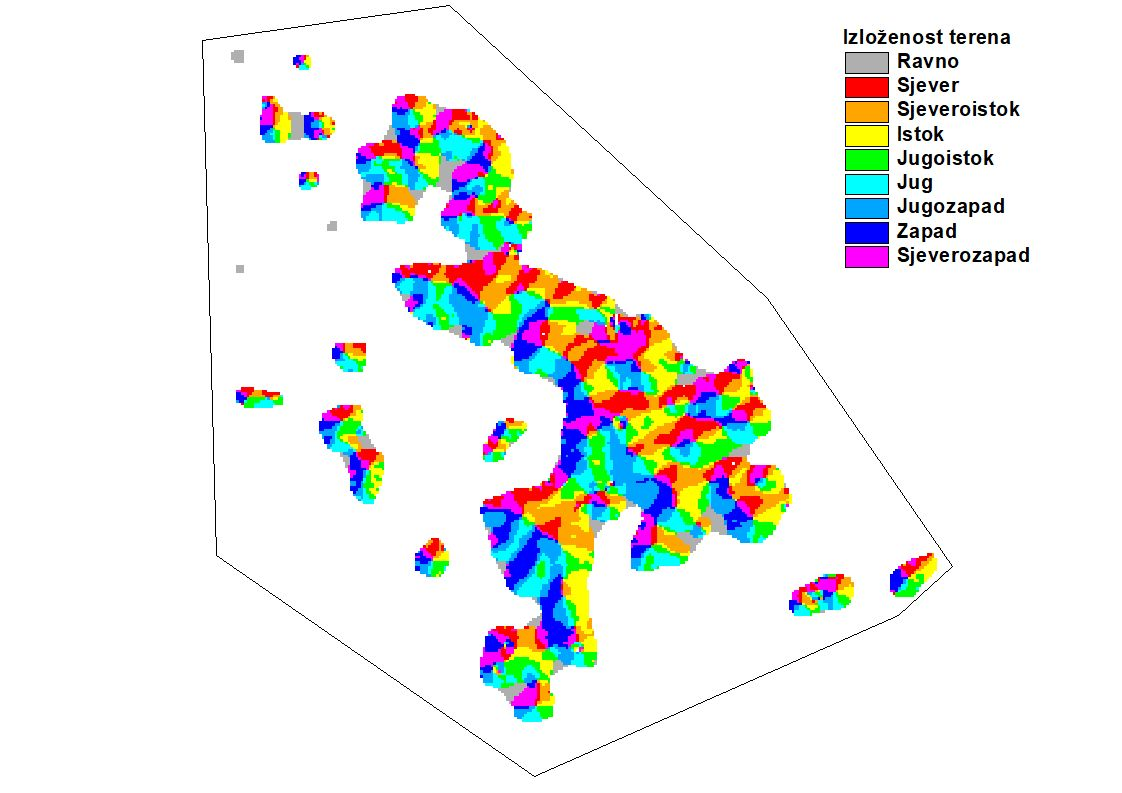 Izloženost terena
Ravno
Sjever
Sjeveroistok
Istok
Jugoistok
Jug
Jugozapad
Zapad
Sjeverozapad